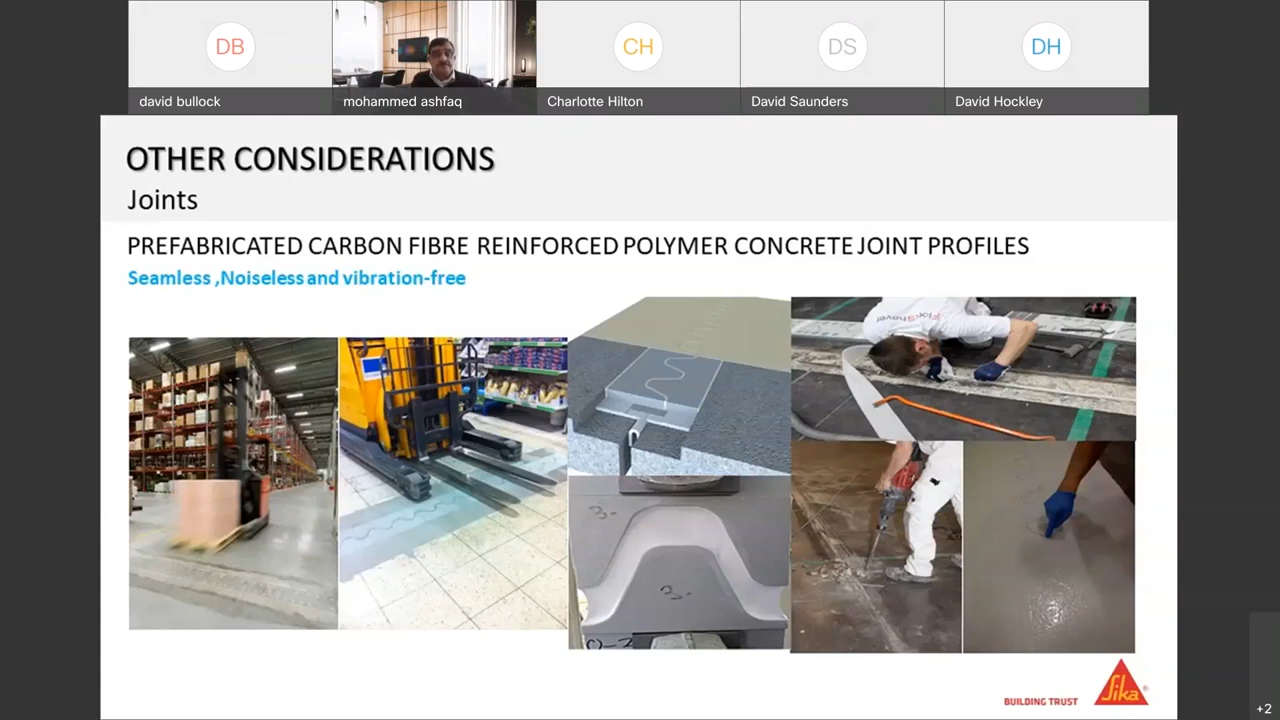 DB
david bullock
mohammed ashfaq
CH
Charlotte Hilton
DS
David Saunders
DH
David Hockley
OTHER CONSIDERATIONS
Joints
PREFABRICATED CARBON FIBRE REINFORCED POLYMER CONCRETE JOINT PROFILES
Seamless ,Noiseless and vibration-free
BUILDING TRUST
Sika
+2